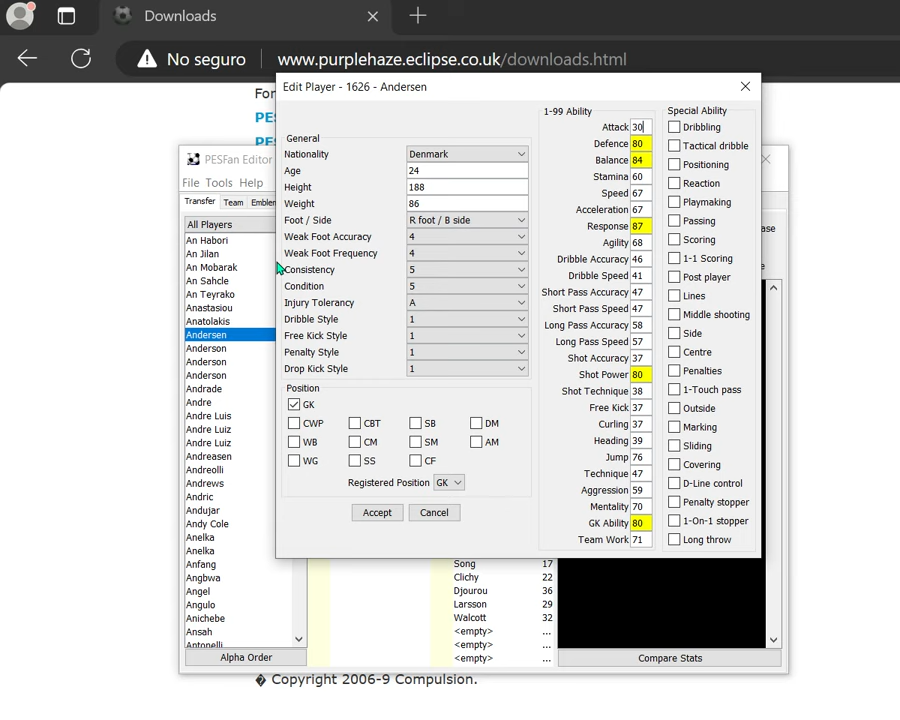 Downloads
No seguro
www.purplehaze.eclipse.co.uk/downloads.html
For
PE
PE
PESFan Editor
File Tools Help
Transfer Team Emblem
All Players
An Habori
An Jilan
An Mobarak
An Sahcle
An Teyrako
Anastasiou
Anatolakis
Andersen
Anderson
Anderson
Anderson
Andrade
Andre
Andre Luis
Andre Luiz
Andre Luiz
Andreasen
Andreolli
Andrews
Andric
Andujar
Andy Cole
Anelka
Anelka
Anfang
Angbwa
Angel
Angulo
Anichebe
Ansah
Antonelli
Alpha Order
Edit Player - 1626 - Andersen
General
Nationality Denmark
Age 24
Height 188
Weight 86
Foot / Side R foot / B side
Weak Foot Accuracy 4
Weak Foot Frequency 4
Consistency 5
Condition 5
Injury Tolerancy A
Dribble Style 1
Free Kick Style 1
Penalty Style 1
Drop Kick Style 1
Position
GK
CWP CBT SB DM
WB CM SM AM
WG SS CF
Registered Position GK
Accept Cancel
1-99 Ability
Attack 30
Defence 80
Balance 84
Stamina 60
Speed 67
Acceleration 67
Response 87
Agility 68
Dribble Accuracy 46
Dribble Speed 41
Short Pass Accuracy 47
Short Pass Speed 47
Long Pass Accuracy 58
Long Pass Speed 57
Shot Accuracy 37
Shot Power 80
Shot Technique 38
Free Kick 37
Curling 37
Heading 39
Jump 76
Technique 47
Aggression 59
Mentality 70
GK Ability 80
Team Work 71
Special Ability
Dribbling
Tactical dribble
Positioning
Reaction
Playmaking
Passing
Scoring
1-1 Scoring
Post player
Lines
Middle shooting
Side
Centre
Penalties
1-Touch pass
Outside
Marking
Sliding
Covering
D-Line control
Penalty stopper
1-On-1 stopper
Long throw
ase
e
Song 17
Clichy 22
Djourou 36
Larsson 29
Walcott 32
<empty> ...
<empty> ...
<empty> ...
Compare Stats
� Copyright 2006-9 Compulsion.